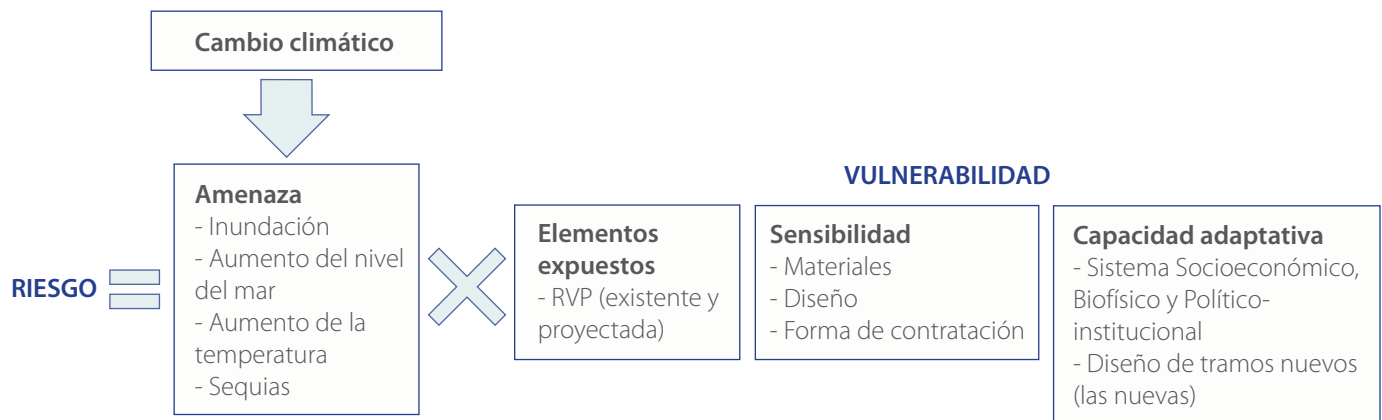 Cambio climático
RIESGO
Amenaza
- Inundación
- Aumento del nivel
del mar
- Aumento de la
temperatura
- Sequias
VULNERABILIDAD
Elementos
expuestos
- RVP (existente y
proyectada)
Sensibilidad
- Materiales
- Diseño
- Forma de contratación
Capacidad adaptativa
- Sistema Socioeconómico,
Biofísico y Político-
institucional
- Diseño de tramos nuevos
(las nuevas)